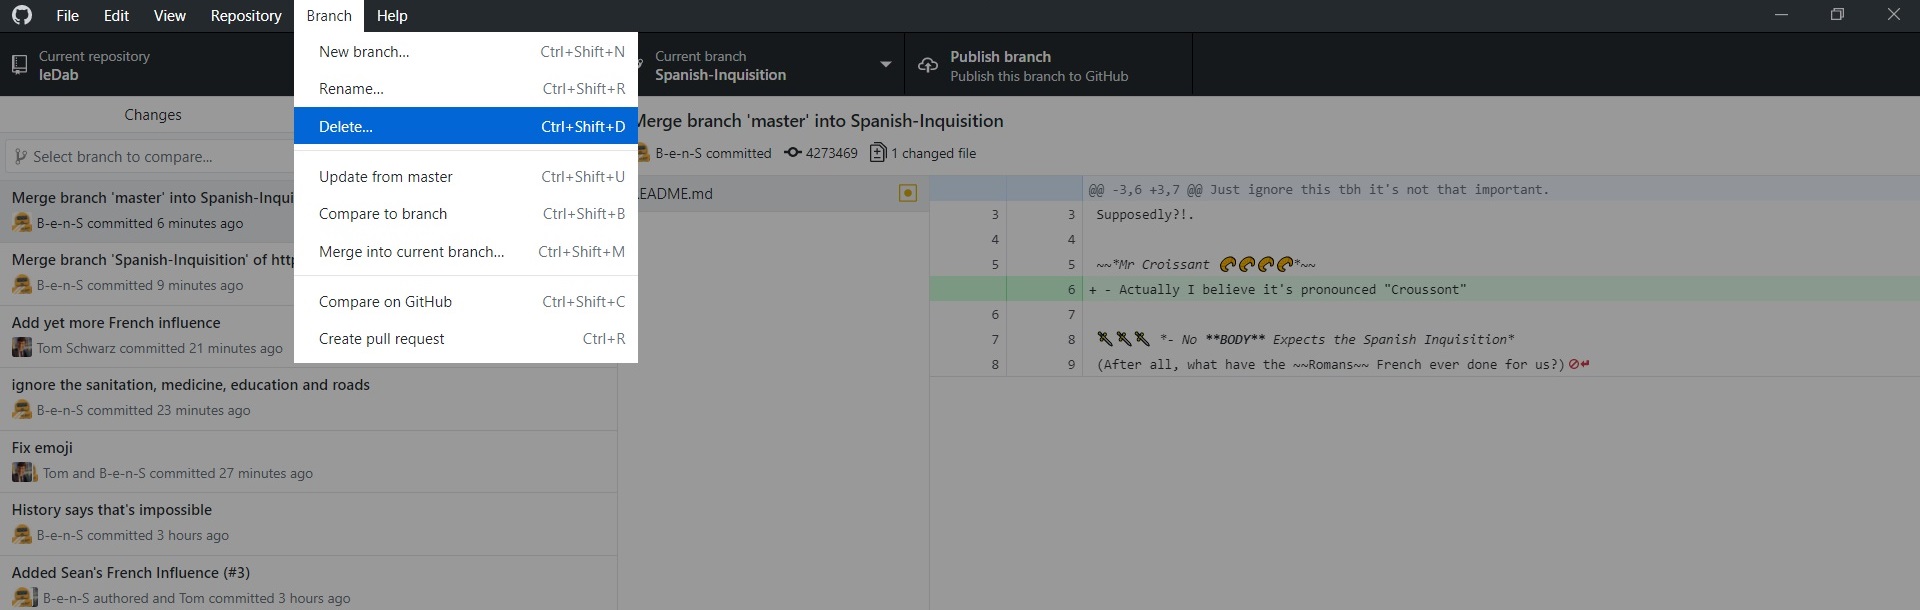 File Edit View Repository Branch Help
Current repository
leDab
New branch... Ctrl+Shift+N
Rename... Ctrl+Shift+R
Delete... Ctrl+Shift+D
Update from master Ctrl+Shift+U
Compare to branch Ctrl+Shift+B
Merge into current branch... Ctrl+Shift+M
Compare on GitHub Ctrl+Shift+C
Create pull request Ctrl+R
Current branch
Spanish-Inquisition
Publish branch
Publish this branch to GitHub
Changes
Select branch to compare...
Merge branch 'master' into Spanish-Inqui
B-e-n-S committed 6 minutes ago
Merge branch 'Spanish-Inquisition' of http
B-e-n-S committed 9 minutes ago
Add yet more French influence
Tom Schwarz committed 21 minutes ago
ignore the sanitation, medicine, education and roads
B-e-n-S committed 23 minutes ago
Fix emoji
Tom and B-e-n-S committed 27 minutes ago
History says that's impossible
B-e-n-S committed 3 hours ago
Added Sean's French Influence (#3)
B-e-n-S authored and Tom committed 3 hours ago
Merge branch 'master' into Spanish-Inquisition
B-e-n-S committed 4273469 1 changed file
EADME.md
@@ -3,6 +3,7 @@ Just ignore this tbh it's not that important.
3 3 Supposedly?!.
4 4
5 5 ~~*Mr Croissant 🥐🥐🥐🥐*~~
6 + - Actually I believe it's pronounced "Croussont"
6 7
7 8 🗡🗡🗡 *- No **BODY** Expects the Spanish Inquisition*
8 9 (After all, what have the ~~Romans~~ French ever done for us?)